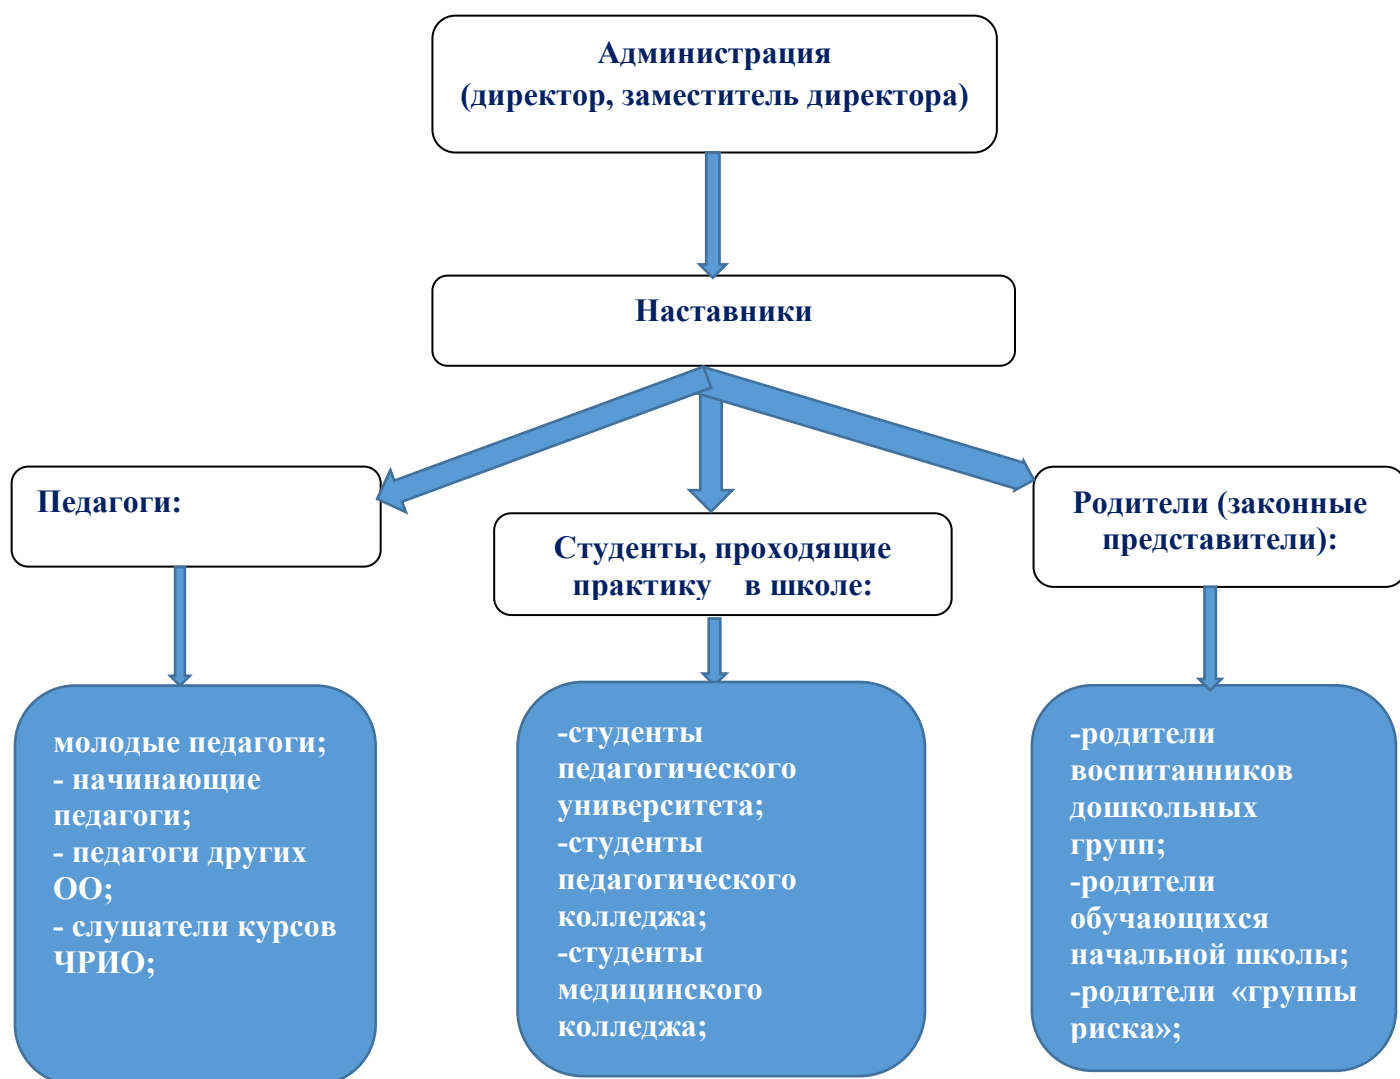 Администрация
(директор, заместитель директора)
Наставники
Педагоги:
Студенты, проходящие
практику в школе:
Родители (законные
представители):
молодые педагоги;
- начинающие
педагоги;
- педагоги других
ОО;
- слушатели курсов
ЧРИО;
-студенты
педагогического
университета;
-студенты
педагогического
колледжа;
-студенты
медицинского
колледжа;
-родители
воспитанников
дошкольных
групп;
-родители
обучающихся
начальной школы;
-родители «группы
риска»;